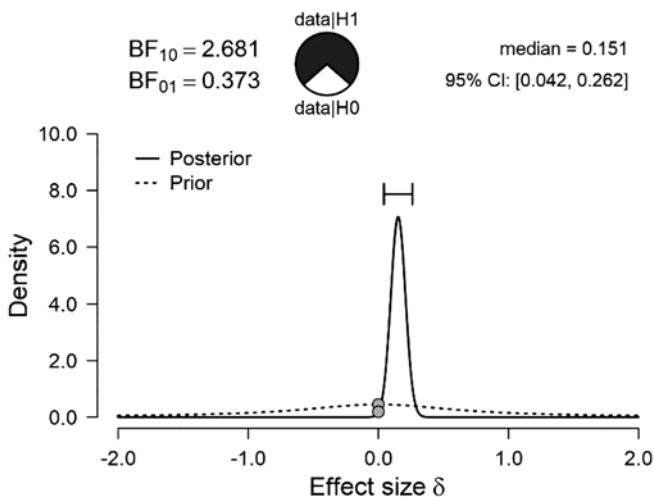 data|H1
BF₁₀ = 2.681
BF₀₁ = 0.373
median = 0.151
95% CI: [0.042, 0.262]
data|H0
10.0
8.0
6.0
4.0
2.0
0.0
Density
Posterior
Prior
-2.0 -1.0 0.0 1.0 2.0
Effect size δ